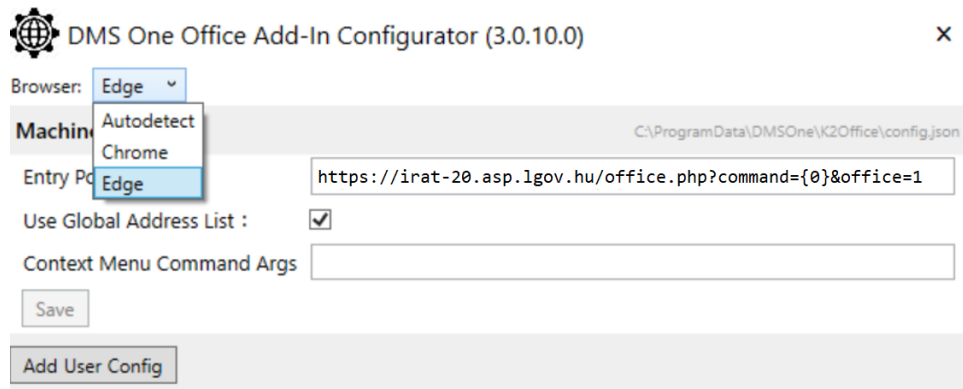 DMS One Office Add-In Configurator (3.0.10.0)
Browser: Edge
Autodetect
Chrome
Edge
C:\ProgramData\DMSOne\K2Office\config.json
Entry
https://irat-20.asp.lgov.hu/office.php?command={0}&office=1
Use Global Address List :
Context Menu Command Args
Save
Add User Config